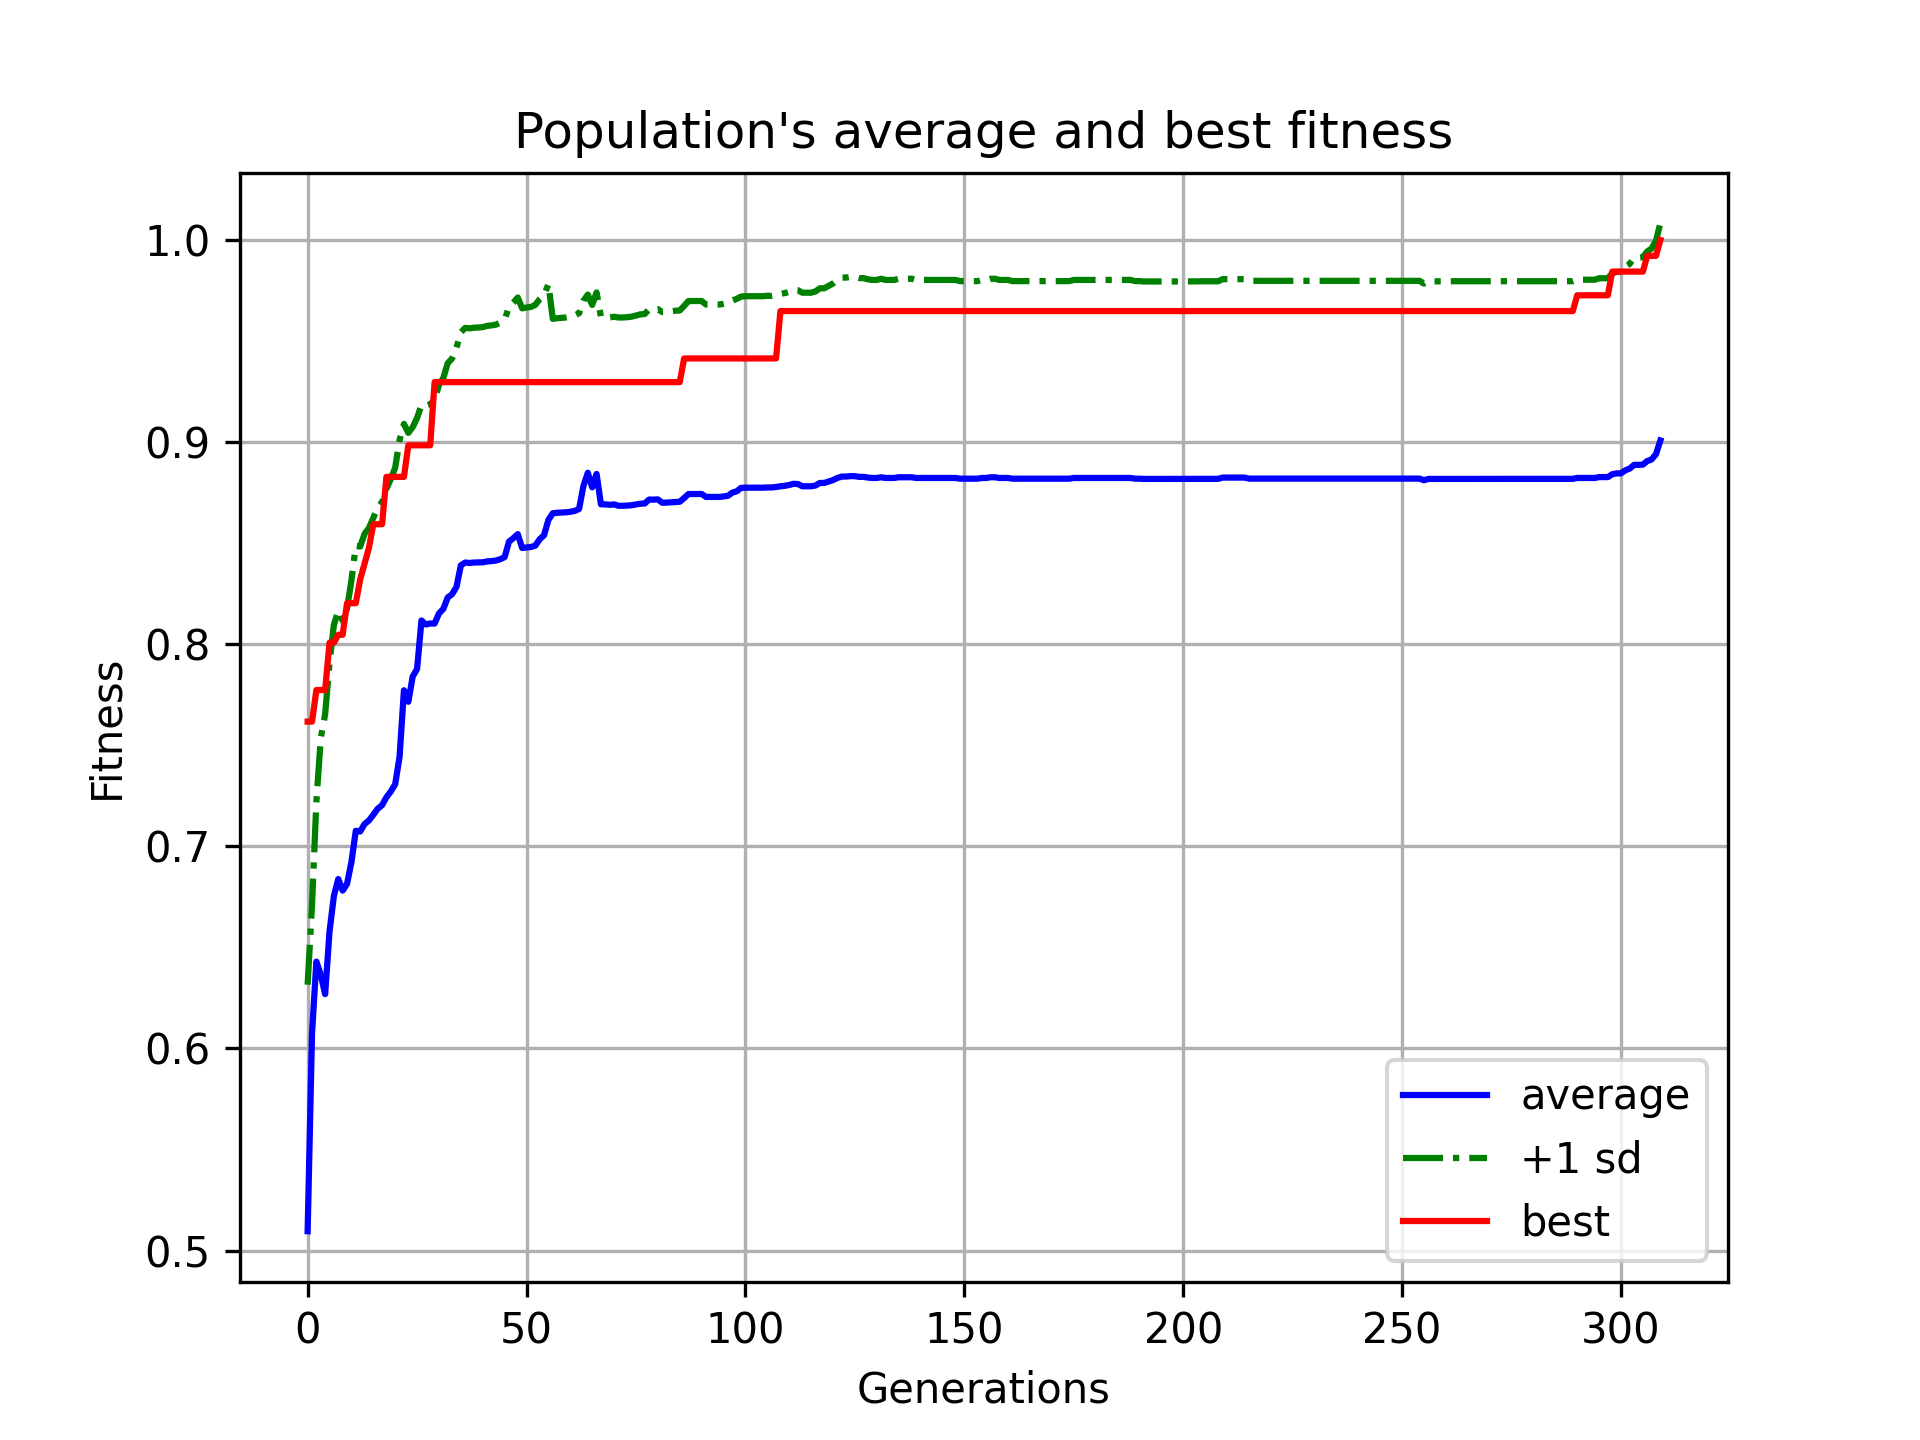 Population's average and best fitness
1.0
0.9
0.8
0.7
0.6
0.5
Fitness
0 50 100 150 200 250 300
Generations
average
+1 sd
best